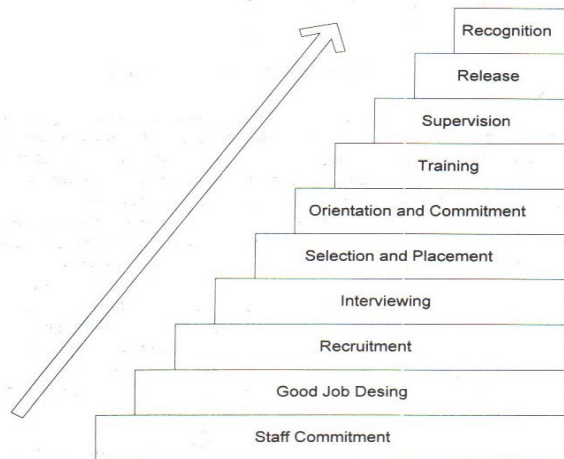 Recognition
Release
Supervision
Training
Orientation and Commitment
Selection and Placement
Interviewing
Recruitment
Good Job Desing
Staff Commitment